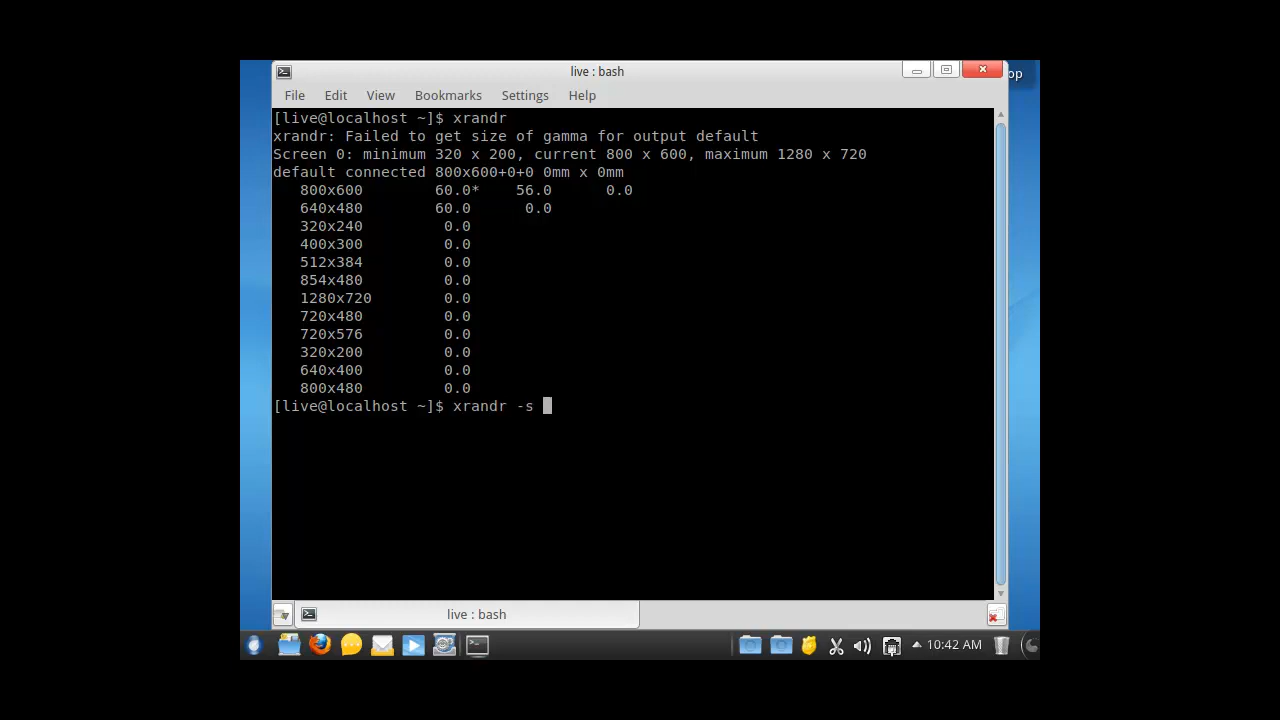 live : bash
op
File Edit View Bookmarks Settings Help
[live@localhost ~]$ xrandr
xrandr: Failed to get size of gamma for output default
Screen 0: minimum 320 x 200, current 800 x 600, maximum 1280 x 720
default connected 800x600+0+0 0mm x 0mm
   800x600        60.0*    56.0      0.0
   640x480        60.0      0.0
   320x240         0.0
   400x300         0.0
   512x384         0.0
   854x480         0.0
   1280x720        0.0
   720x480         0.0
   720x576         0.0
   320x200         0.0
   640x400         0.0
   800x480         0.0
[live@localhost ~]$ xrandr -s
live : bash
10:42 AM